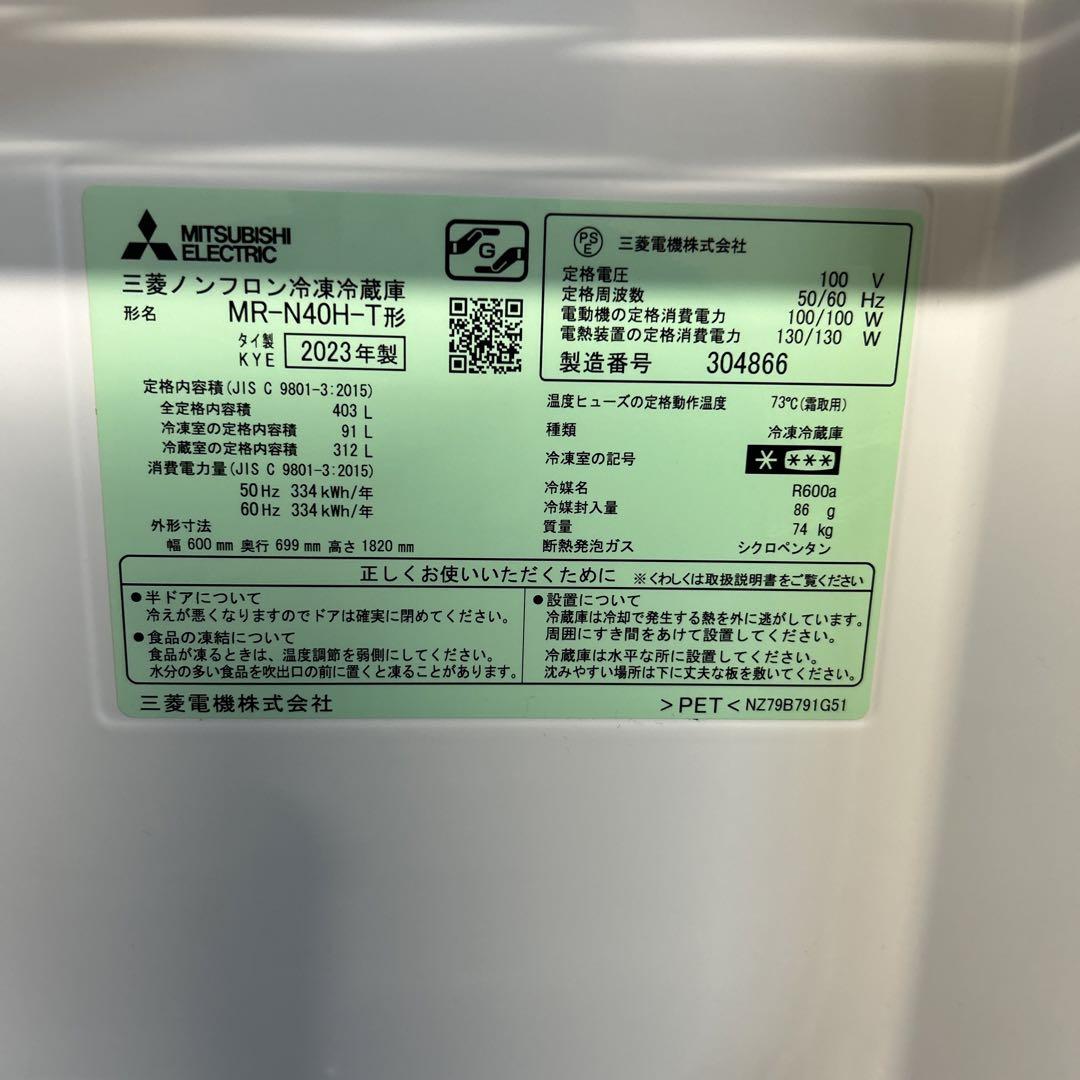 MITSUBISHI
ELECTRIC
三菱ノンフロン冷凍冷蔵庫
形名 MR-N40H-T形
タイ製
KYE 2023年製
G
定格内容積(JIS C 9801-3:2015)
全定格内容積 403 L
冷凍室の定格内容積 91 L
冷蔵室の定格内容積 312 L
消費電力量(JIS C 9801-3:2015)
50Hz 334kWh/年
60Hz 334kWh/年
外形寸法
幅 600mm 奥行 699mm 高さ 1820mm
PSE 三菱電機株式会社
定格電圧 100 V
定格周波数 50/60 Hz
電動機の定格消費電力 100/100 W
電熱装置の定格消費電力 130/130 W
製造番号 304866
温度ヒューズの定格動作温度 73℃(霜取用)
種類 冷凍冷蔵庫
冷凍室の記号 * ***
冷媒名 R600a
冷媒封入量 86 g
質量 74 kg
断熱発泡ガス シクロペンタン
正しくお使いいただくために ※くわしくは取扱説明書をご覧ください
●半ドアについて
冷えが悪くなりますのでドアは確実に閉めてください。
●食品の凍結について
食品が凍るときは、温度調節を弱側にしてください。
水分の多い食品を吹出口の前に置くと凍ることがあります。
●設置について
冷蔵庫は冷却で発生する熱を外に逃がしています。
周囲にすき間をあけて設置してください。
冷蔵庫は水平な所に設置してください。
沈みやすい場所は下に丈夫な板を敷いてください。
三菱電機株式会社
>PET< NZ79B791G51